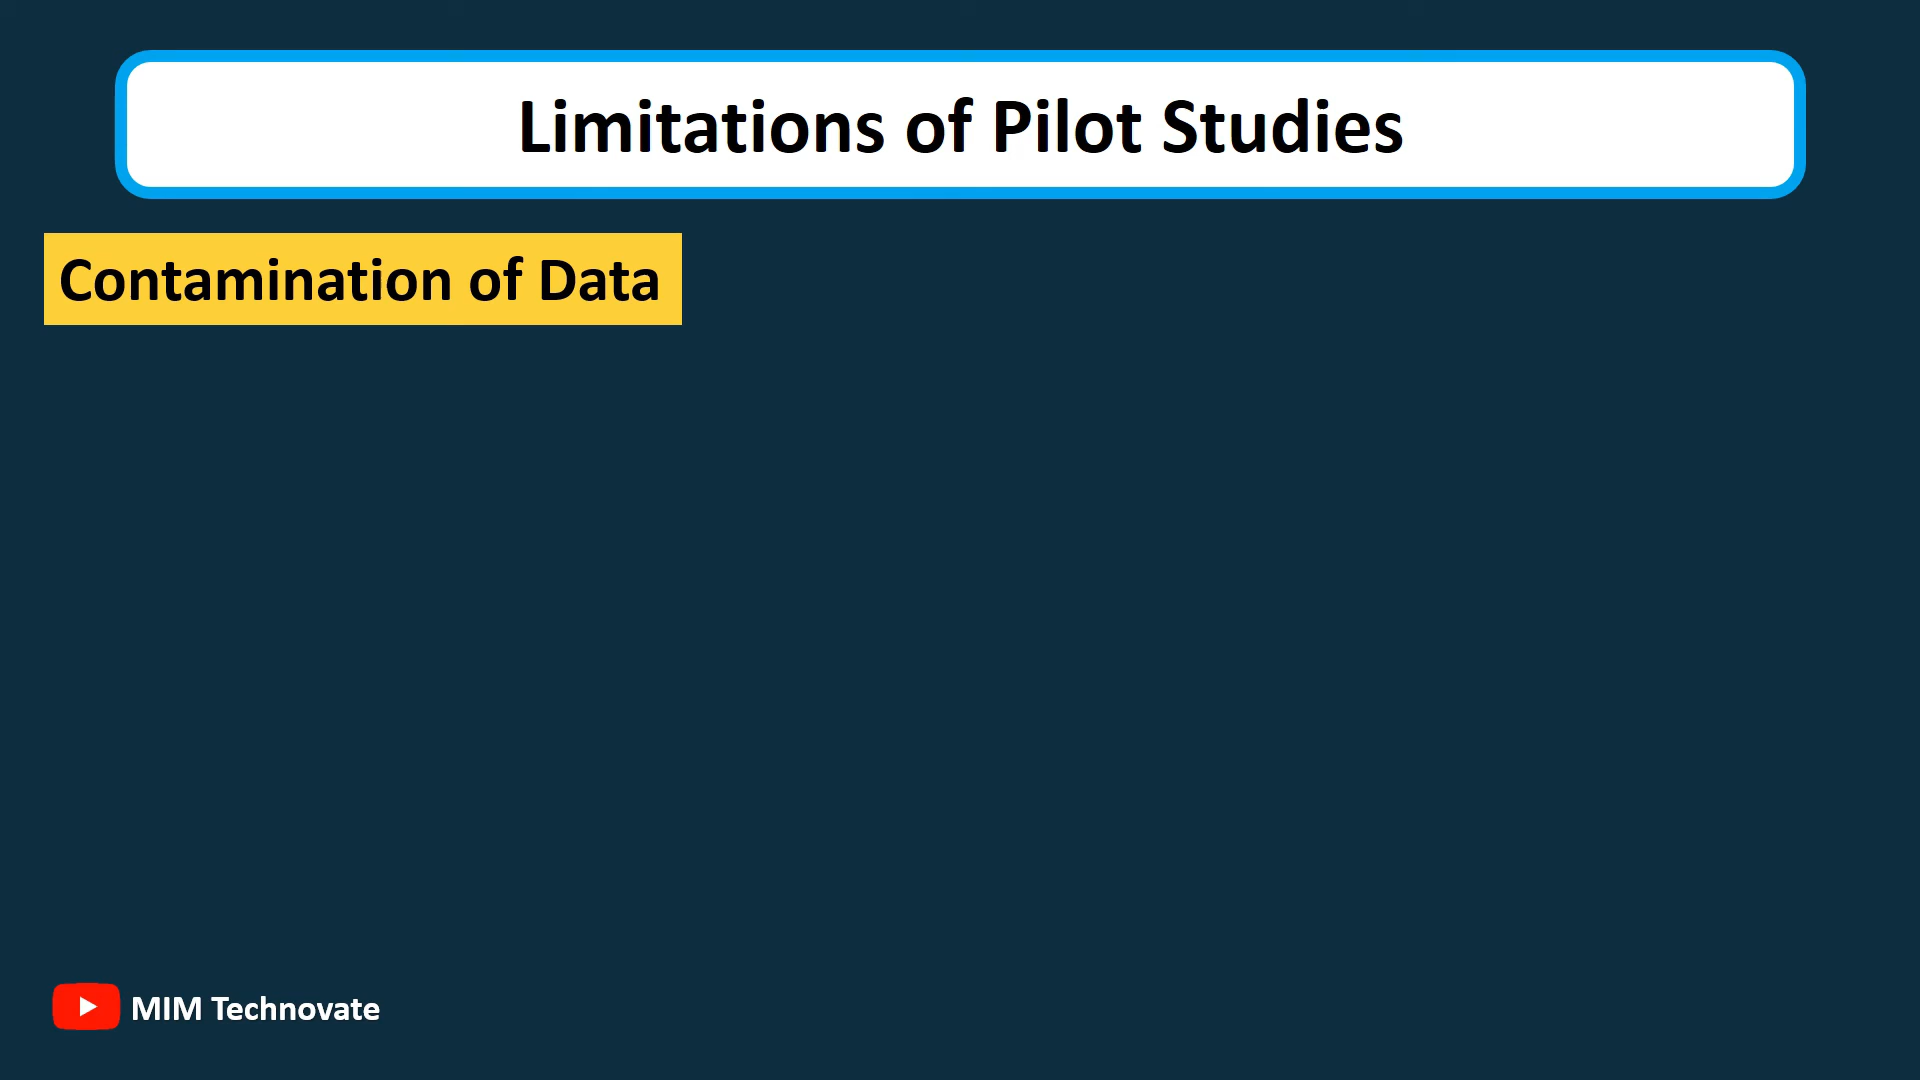 Limitations of Pilot Studies
Contamination of Data
MIM Technovate